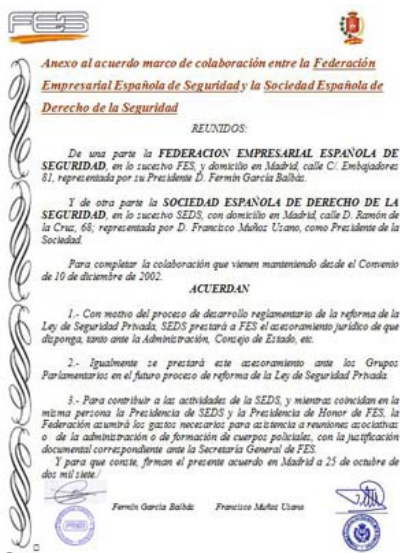 FES
Anexo al acuerdo marco de colaboración entre la Federación
Empresarial Española de Seguridad y la Sociedad Española de
Derecho de la Seguridad
REUNIDOS:
De una parte la FEDERACION EMPRESARIAL ESPAÑOLA DE
SEGURIDAD, en lo sucesivo FES, y domicilio en Madrid, calle C/. Embajadores
81, representada por su Presidente D. Fermín García Balbás.
Y de otra parte la SOCIEDAD ESPAÑOLA DE DERECHO DE LA
SEGURIDAD, en lo sucesivo SEDS, con domicilio en Madrid, calle D. Ramón de
la Cruz, 68; representada por D. Francisco Muñoz Usano, como Presidente de la
Sociedad.
Para completar la colaboración que vienen manteniendo desde el Convenio
de 10 de diciembre de 2002.
ACUERDAN
1.- Con motivo del proceso de desarrollo reglamentario de la reforma de la
Ley de Seguridad Privada, SEDS prestará a FES el asesoramiento jurídico de que
disponga, tanto ante la Administración, Consejo de Estado, etc.
2.- Igualmente se prestará este asesoramiento ante los Grupos
Parlamentarios en el futuro proceso de reforma de la Ley de Seguridad Privada.
3.- Para contribuir a las actividades de la SEDS, y mientras coincidan en la
misma persona la Presidencia de SEDS y la Presidencia de Honor de FES, la
Federación asumirá los gastos necesarios para asistencia a reuniones asociativas
o de la administración o de formación de cuerpos policiales, con la justificación
documental correspondiente ante la Secretaría General de FES.
Y para que conste, firman el presente acuerdo en Madrid a 25 de octubre de
dos mil siete./
Fermín García Balbás Francisco Muñoz Usano